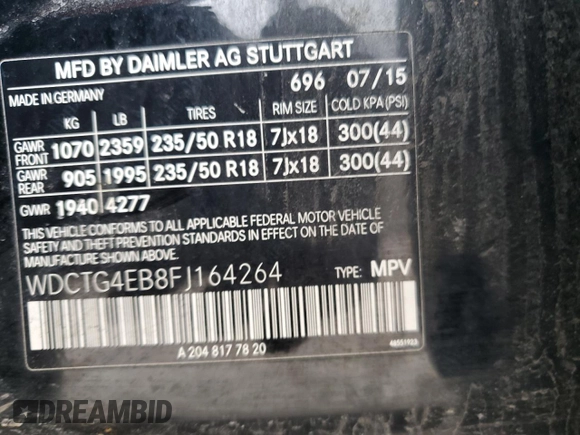 MFD BY DAIMLER AG STUTTGART
MADE IN GERMANY 696 07/15
KG LB TIRES RIM SIZE COLD KPA (PSI)
GAWR FRONT 1070 2359 235/50 R18 7Jx18 300(44)
GAWR REAR 905 1995 235/50 R18 7Jx18 300(44)
GVWR 1940 4277
THIS VEHICLE CONFORMS TO ALL APPLICABLE FEDERAL MOTOR VEHICLE
SAFETY AND THEFT PREVENTION STANDARDS IN EFFECT ON THE DATE OF
MANUFACTURE SHOWN ABOVE.
WDCTG4EB8FJ164264 TYPE: MPV
A 204 817 78 20
DREAMBID